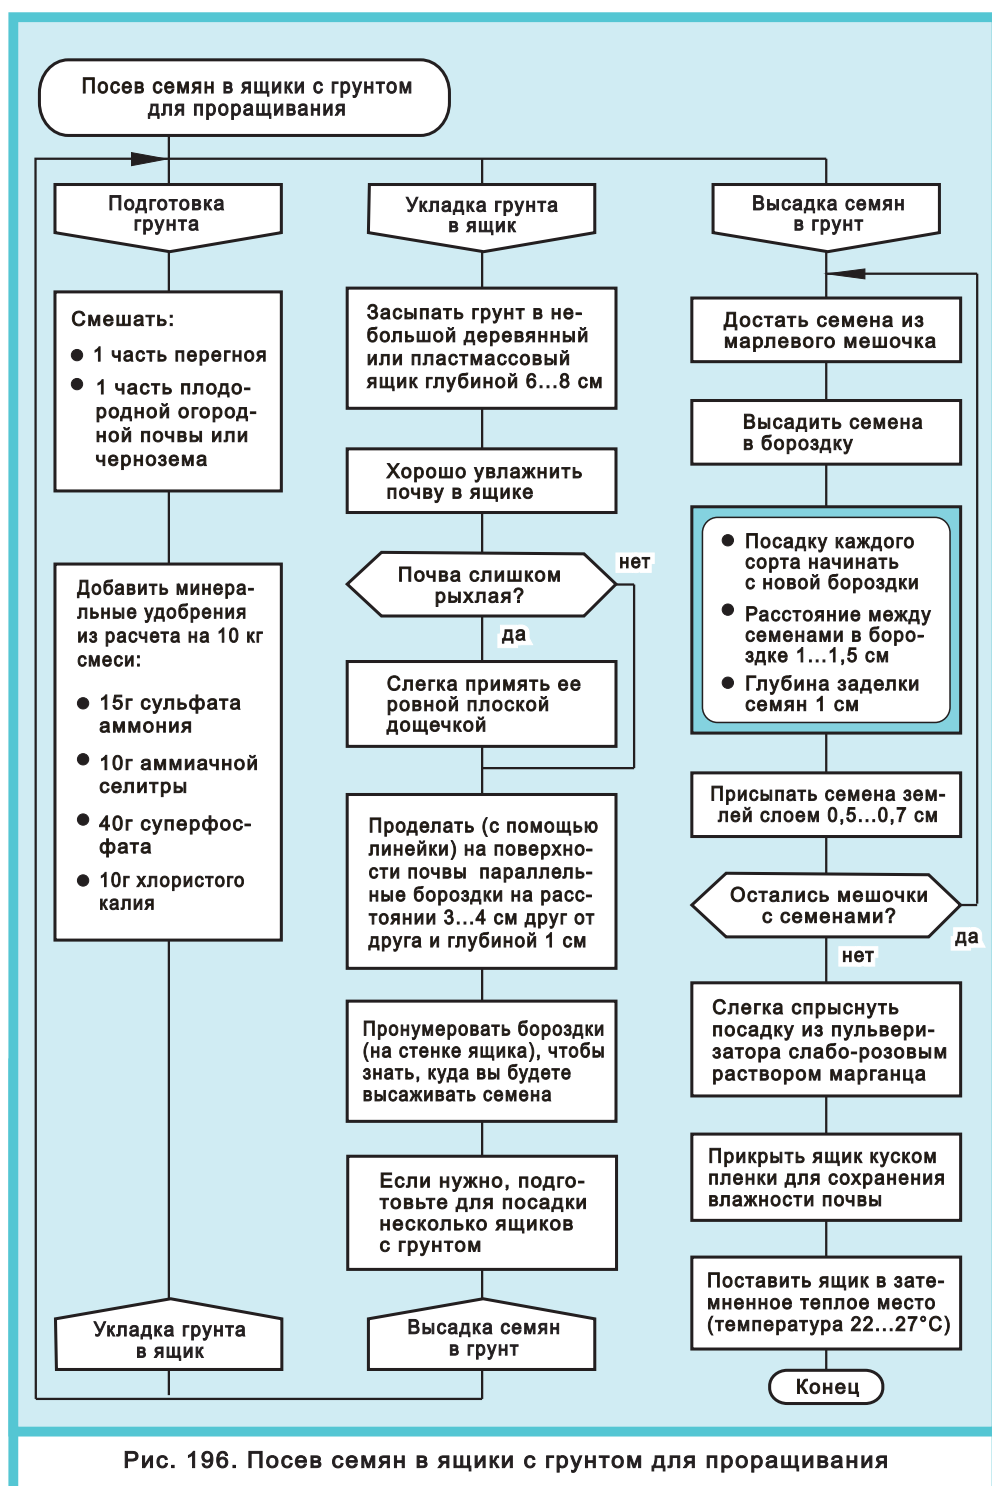 Посев семян в ящики с грунтом
для проращивания
Подготовка
грунта
Смешать:
● 1 часть перегноя
● 1 часть плодо-
родной огород-
ной почвы или
чернозема
Добавить минера-
льные удобрения
из расчета на 10 кг
смеси:
● 15г сульфата
аммония
● 10г аммиачной
селитры
● 40г суперфос-
фата
● 10г хлористого
калия
Укладка грунта
в ящик
Укладка грунта
в ящик
Засыпать грунт в не-
большой деревянный
или пластмассовый
ящик глубиной 6...8 см
Хорошо увлажнить
почву в ящике
Почва слишком
рыхлая?
нет
да
Слегка примять ее
ровной плоской
дощечкой
Проделать (с помощью
линейки) на поверхно-
сти почвы параллель-
ные бороздки на расс-
тоянии 3...4 см друг от
друга и глубиной 1 см
Пронумеровать бороздки
(на стенке ящика), чтобы
знать, куда вы будете
высаживать семена
Если нужно, подго-
товьте для посадки
несколько ящиков
с грунтом
Высадка семян
в грунт
Высадка семян
в грунт
Достать семена из
марлевого мешочка
Высадить семена
в бороздку
● Посадку каждого
сорта начинать
с новой бороздки
● Расстояние между
семенами в боро-
здке 1...1,5 см
● Глубина заделки
семян 1 см
Присыпать семена зем-
лей слоем 0,5...0,7 см
Остались мешочки
с семенами?
да
нет
Слегка спрыснуть
посадку из пульвери-
затора слабо-розовым
раствором марганца
Прикрыть ящик куском
пленки для сохранения
влажности почвы
Поставить ящик в зате-
мненное теплое место
(температура 22...27°С)
Конец
Рис. 196. Посев семян в ящики с грунтом для проращивания